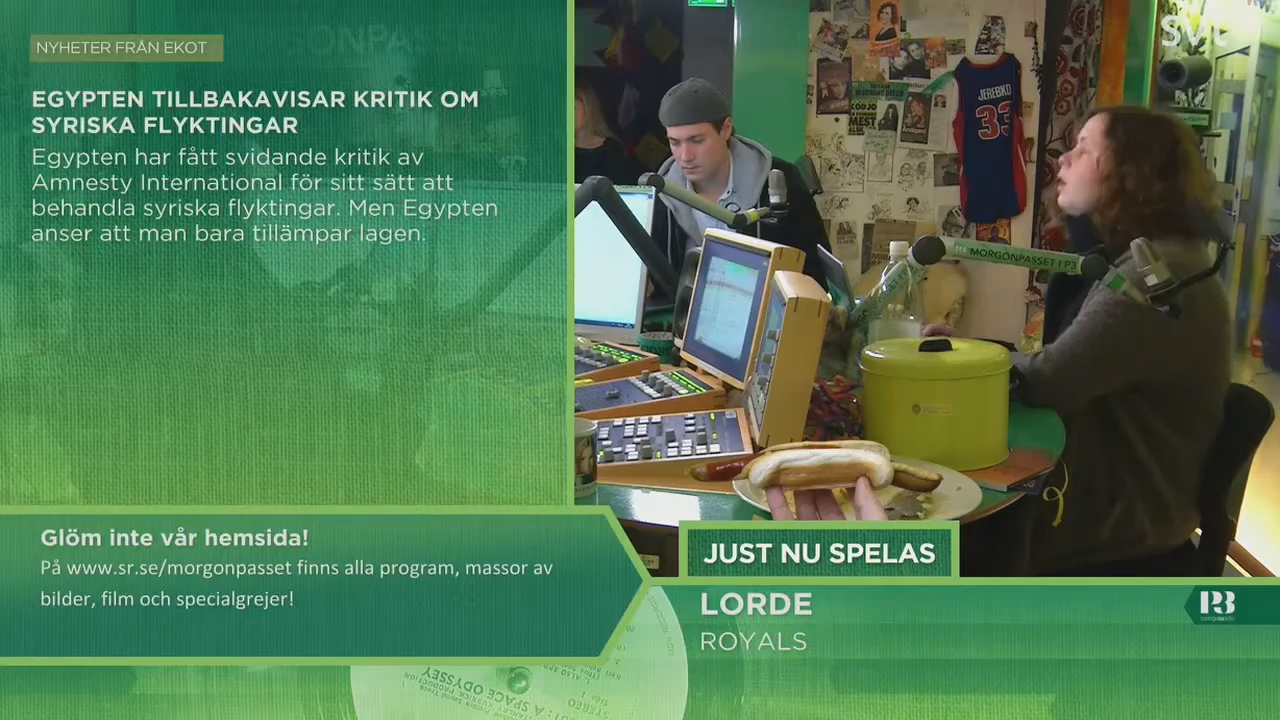 NYHETER FRÅN EKOT
EGYPTEN TILLBAKAVISAR KRITIK OM
SYRISKA FLYKTINGAR
Egypten har fått svidande kritik av
Amnesty International för sitt sätt att
behandla syriska flyktingar. Men Egypten
anser att man bara tillämpar lagen.
svt
JEREBKO
33
MORGONPASSET I P3
Glöm inte vår hemsida!
På www.sr.se/morgonpasset finns alla program, massor av
bilder, film och specialgrejer!
JUST NU SPELAS
LORDE
ROYALS
P3
A SPACE ODYSSEY
STEREO